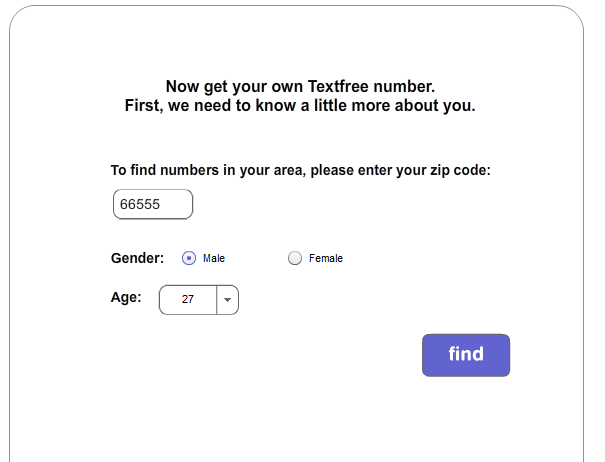 Now get your own Textfree number.
First, we need to know a little more about you.
To find numbers in your area, please enter your zip code:
66555
Gender: Male Female
Age: 27
find